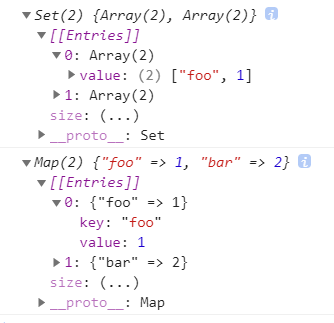 ▼Set(2) {Array(2), Array(2)} i
▼[[Entries]]
▼0: Array(2)
▶value: (2) ["foo", 1]
▶1: Array(2)
size: (...)
▶__proto__: Set
▼Map(2) {"foo" => 1, "bar" => 2} i
▼[[Entries]]
▼0: {"foo" => 1}
key: "foo"
value: 1
▶1: {"bar" => 2}
size: (...)
▶__proto__: Map